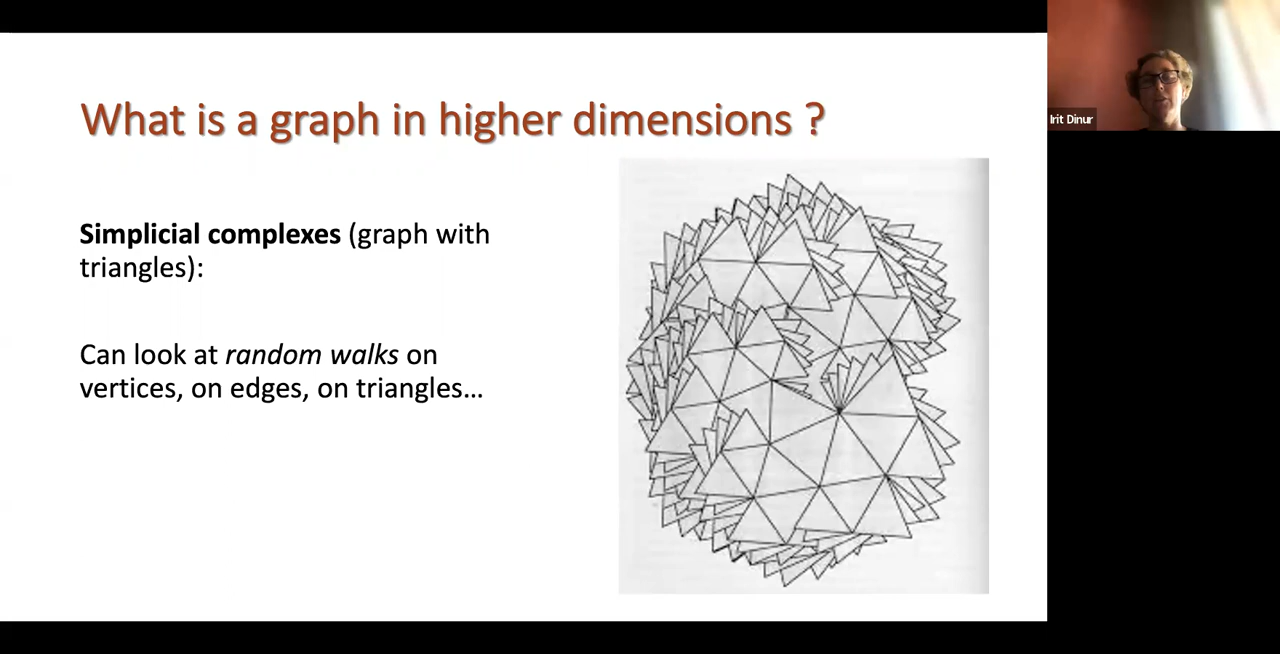 What is a graph in higher dimensions ?
Simplicial complexes (graph with
triangles):
Can look at random walks on
vertices, on edges, on triangles...
Irit Dinur